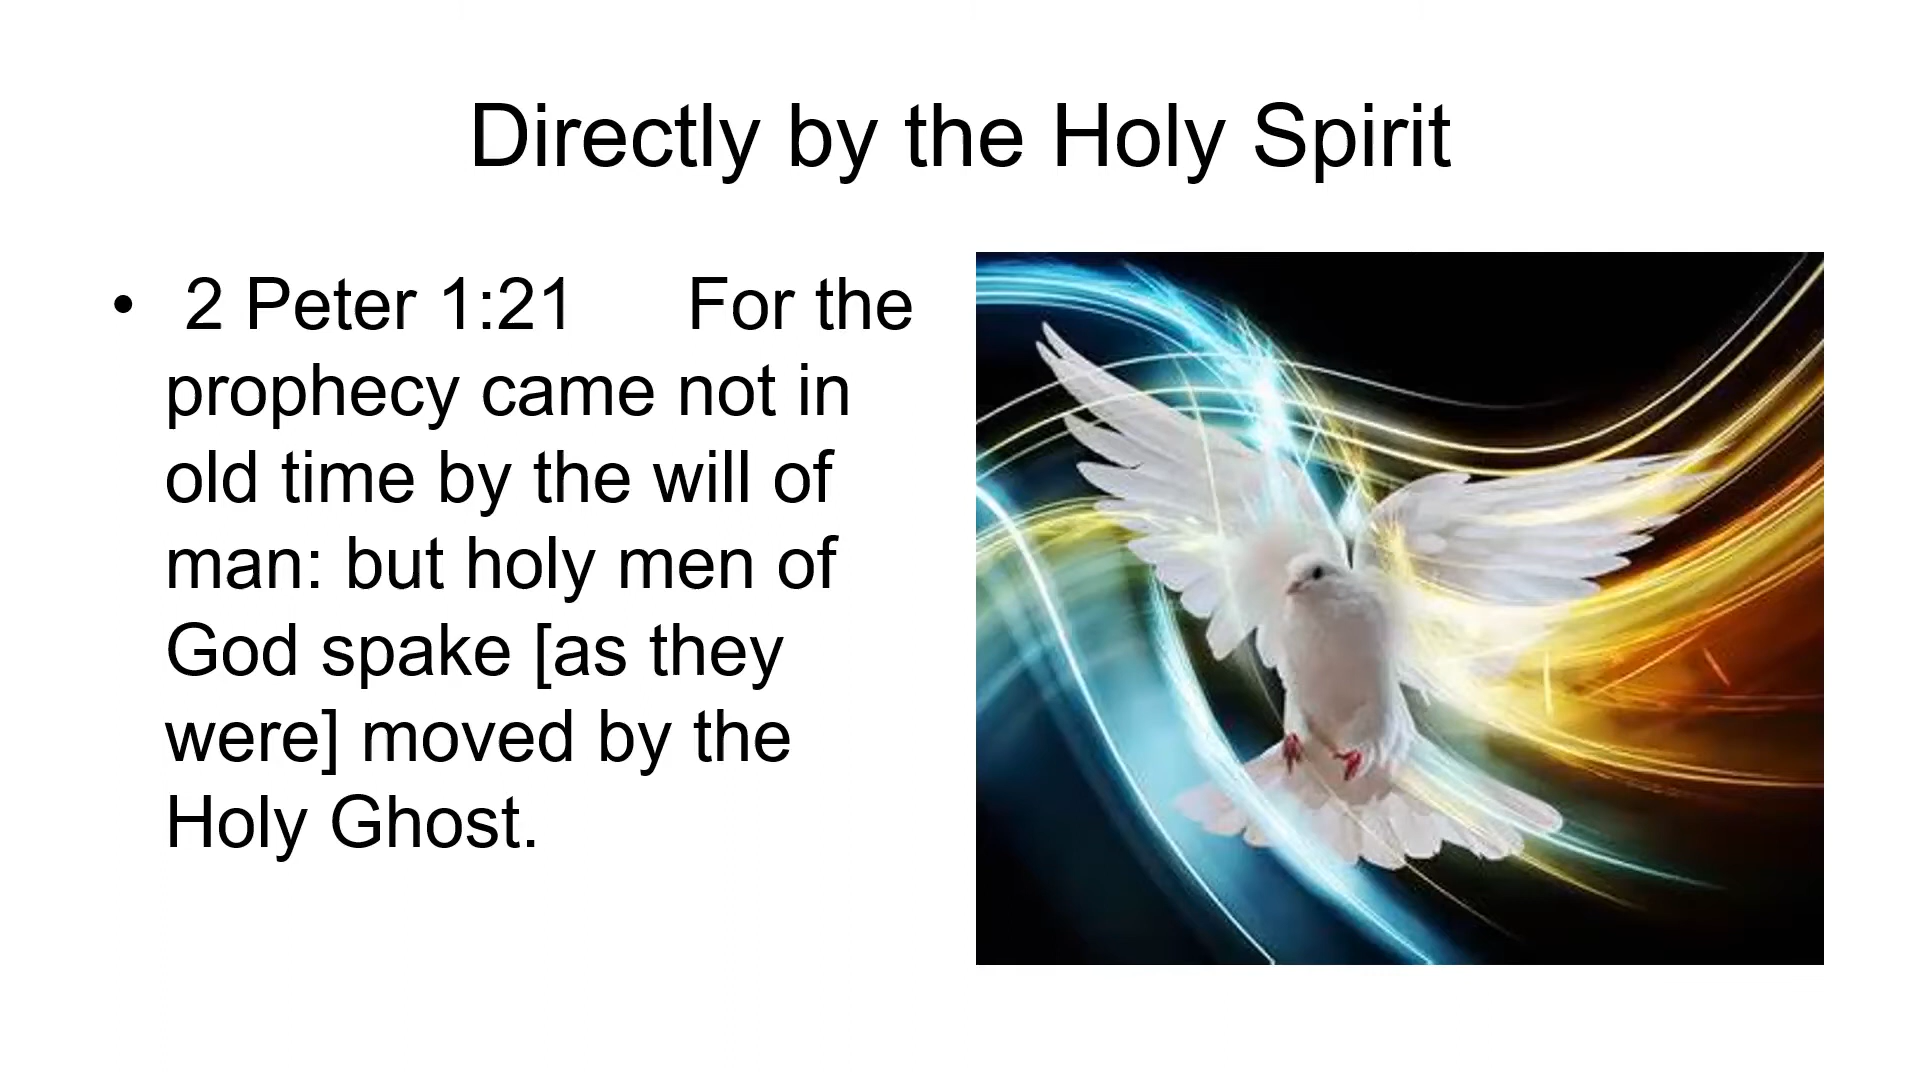 Directly by the Holy Spirit
• 2 Peter 1:21 For the
prophecy came not in
old time by the will of
man: but holy men of
God spake [as they
were] moved by the
Holy Ghost.